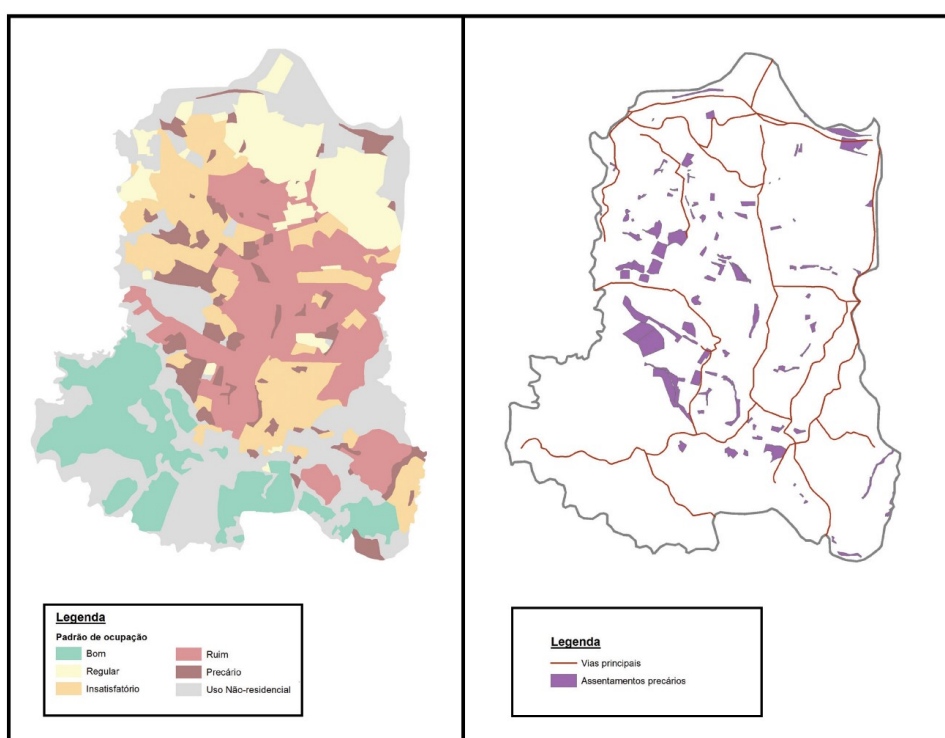 Legenda
Padrão de ocupação
Bom
Regular
Insatisfatório
Ruim
Precário
Uso Não-residencial
Legenda
Vias principais
Assentamentos precários